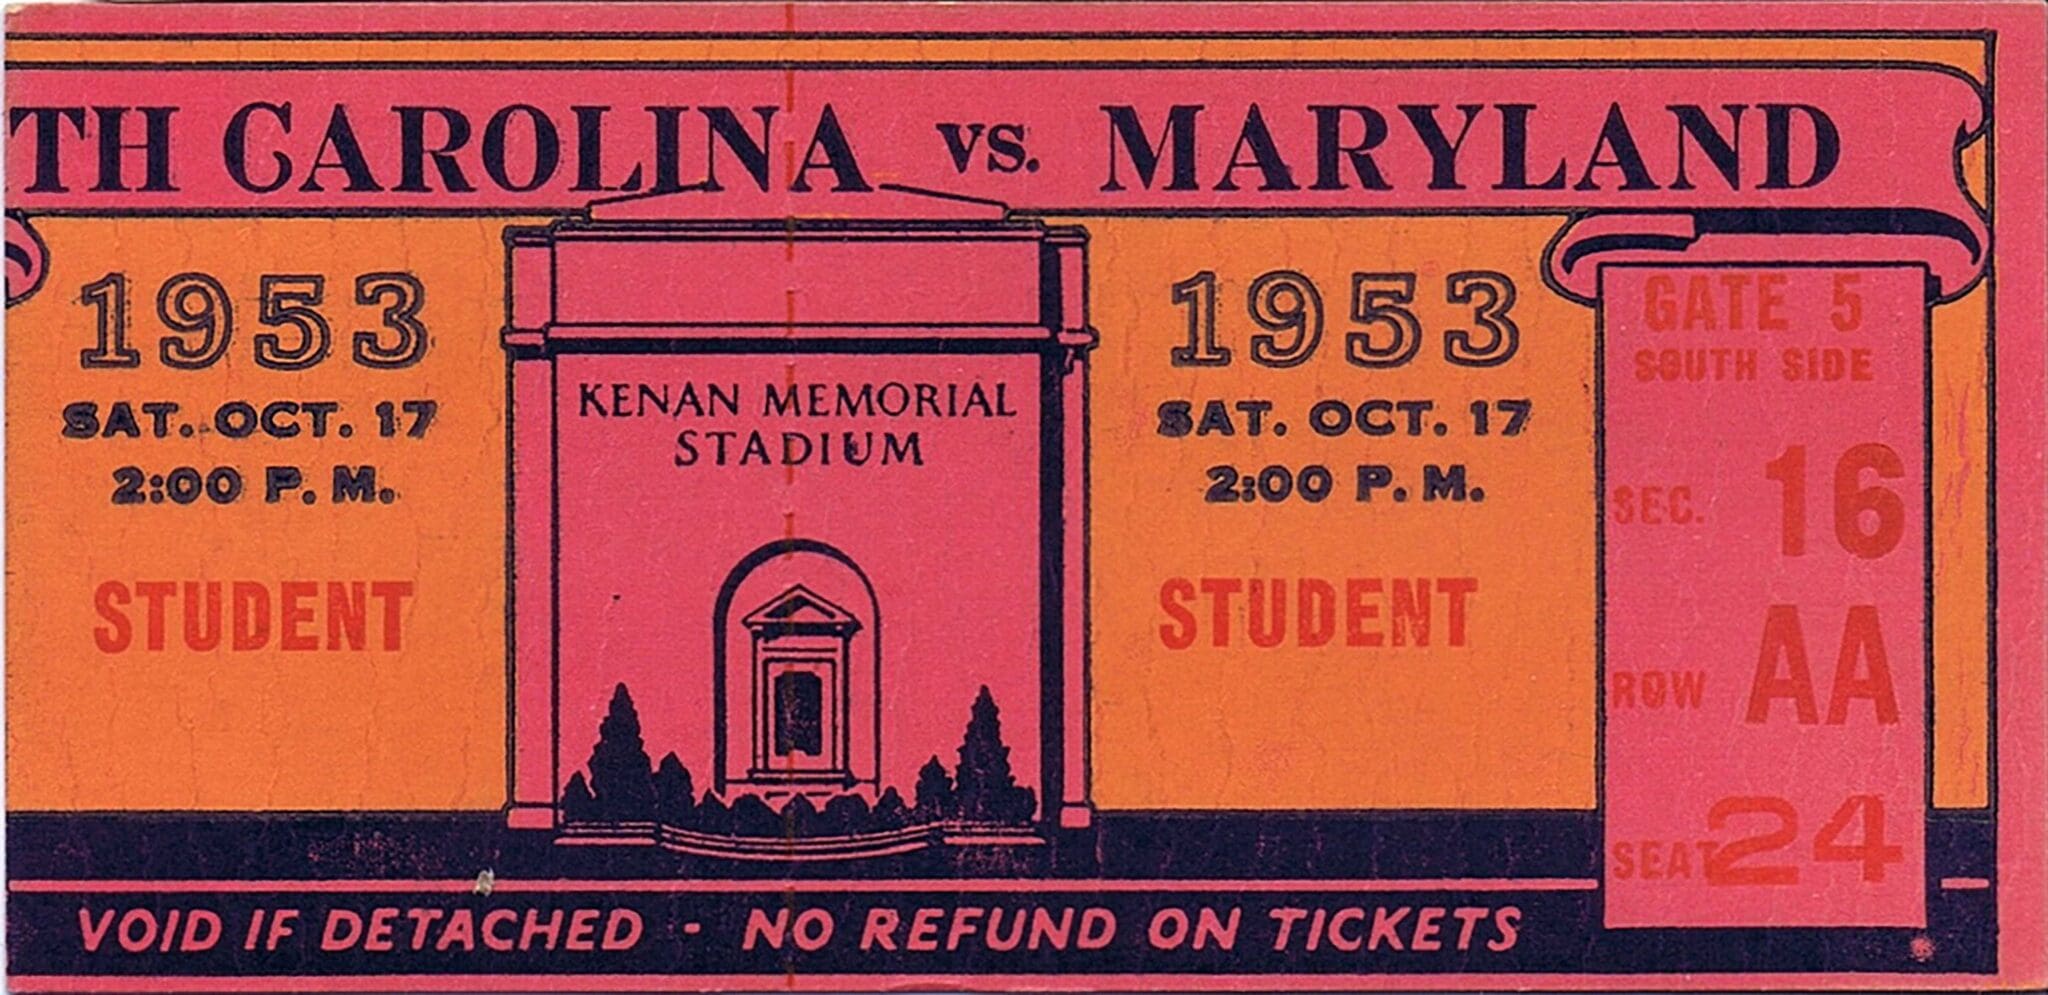 TH CAROLINA vs. MARYLAND
1953
SAT. OCT. 17
2:00 P. M.
STUDENT
KENAN MEMORIAL
STADIUM
1953
SAT. OCT. 17
2:00 P. M.
STUDENT
GATE 5
SOUTH SIDE
SEC. 16
ROW AA
SEAT 24
VOID IF DETACHED - NO REFUND ON TICKETS